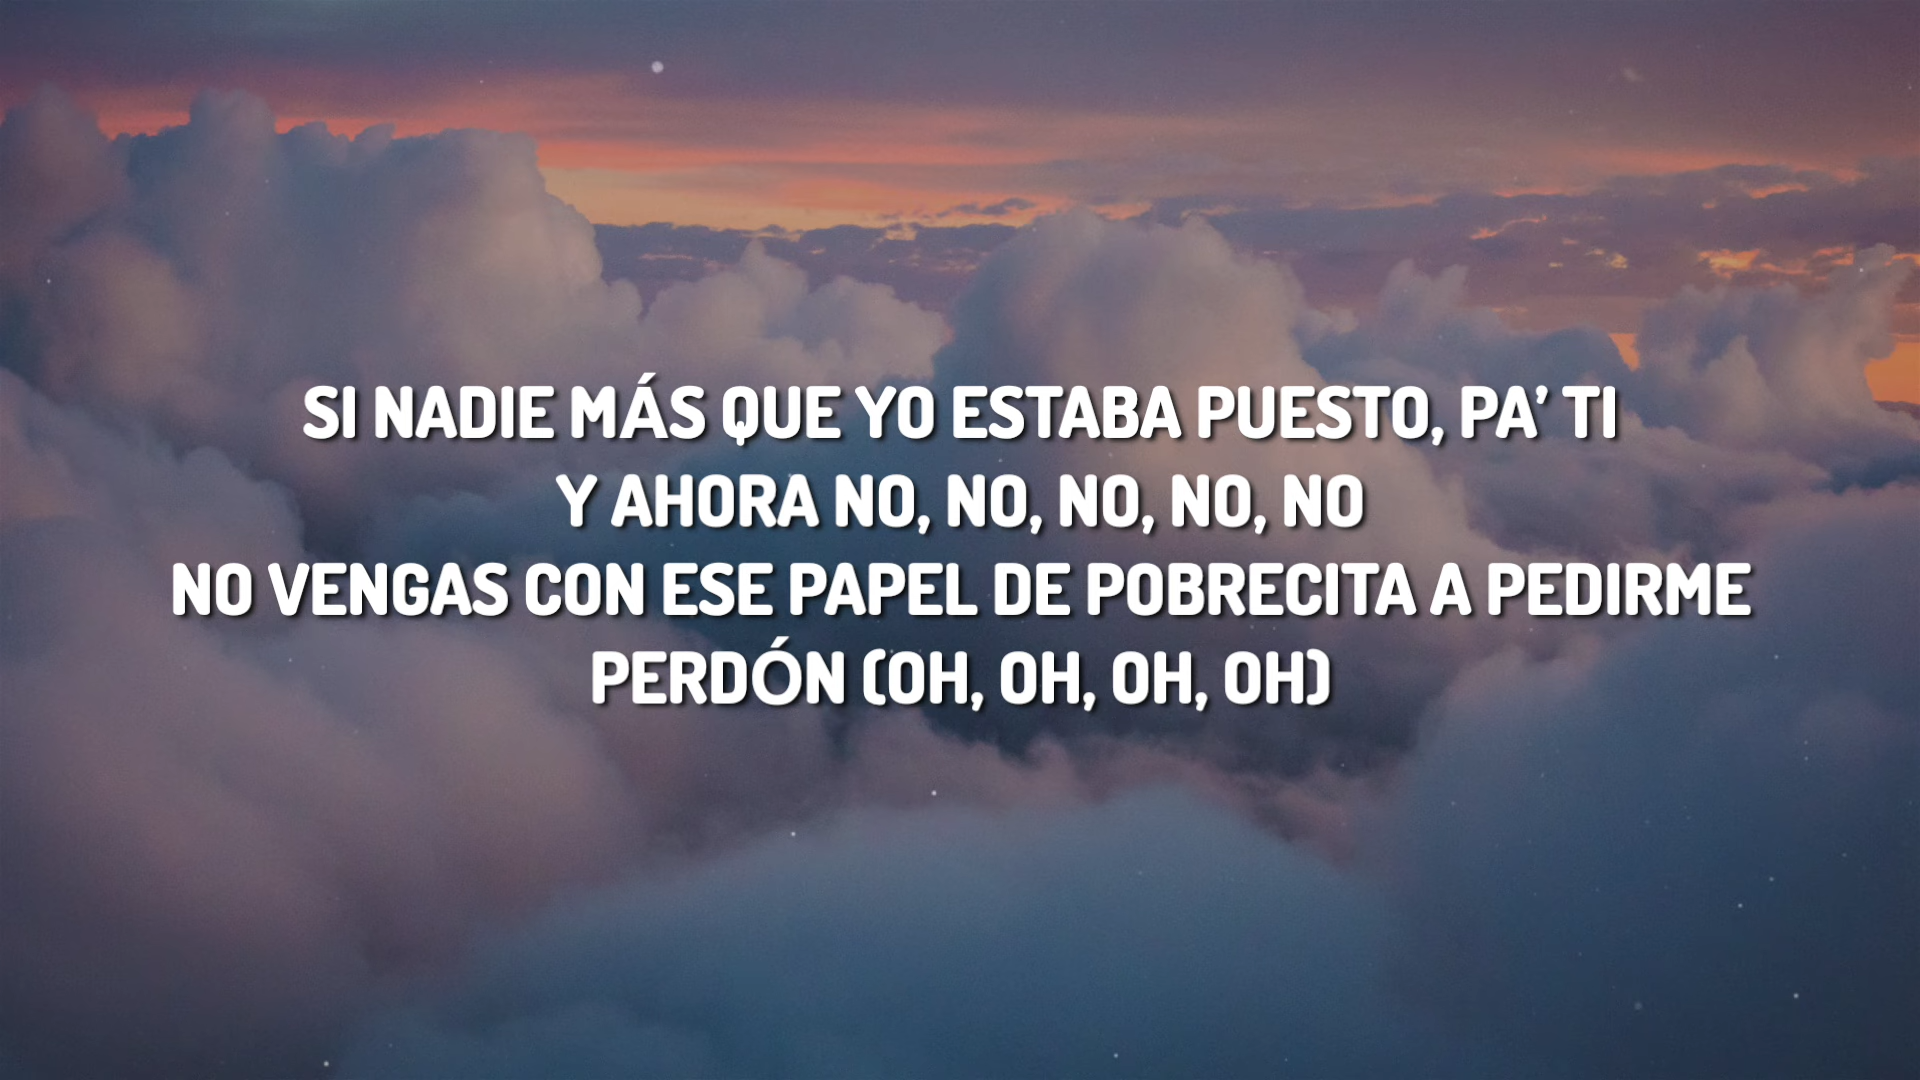 SI NADIE MÁS QUE YO ESTABA PUESTO, PA’ TI
Y AHORA NO, NO, NO, NO, NO
NO VENGAS CON ESE PAPEL DE POBRECITA A PEDIRME
PERDÓN (OH, OH, OH, OH)